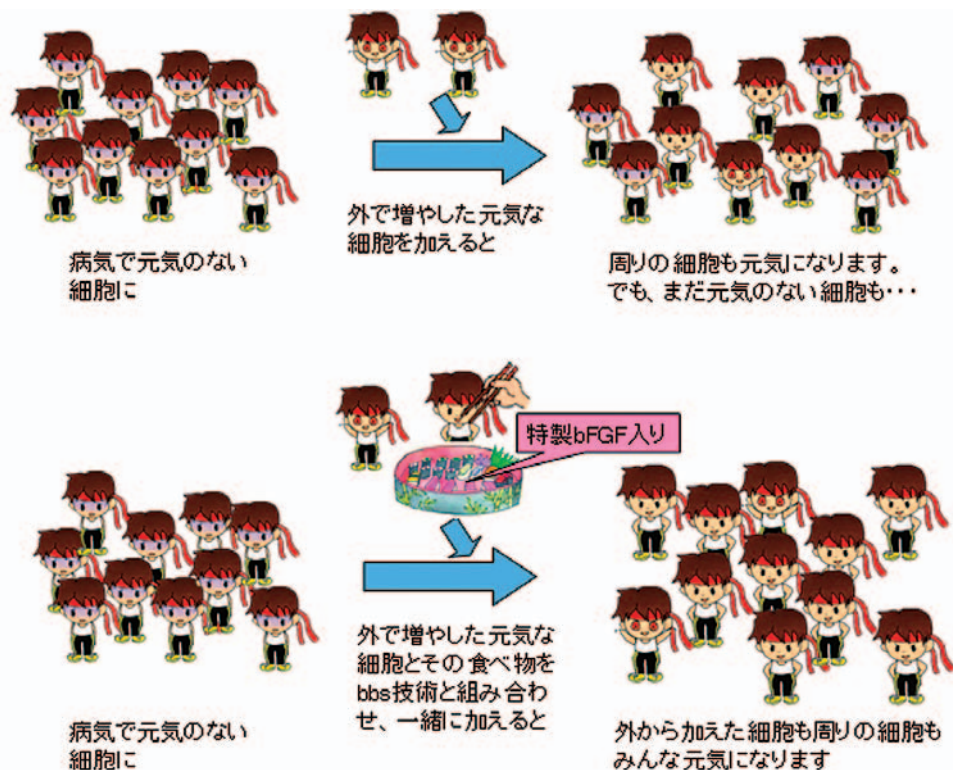 病気で元気のない
細胞に
外で増やした元気な
細胞を加えると
周りの細胞も元気になります。
でも、まだ元気のない細胞も・・・
特製bFGF入り
病気で元気のない
細胞に
外で増やした元気な
細胞とその食べ物を
bbs技術と組み合わ
せ、一緒に加えると
外から加えた細胞も周りの細胞も
みんな元気になります